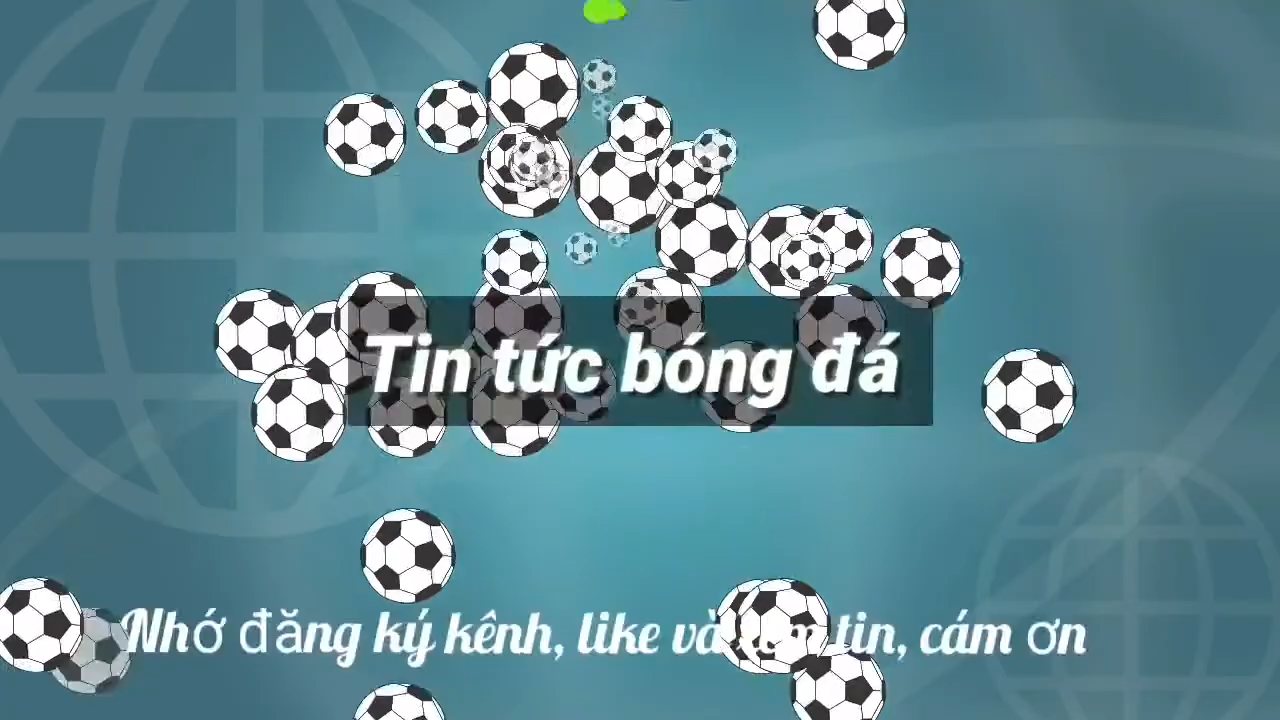 Tin tức bóng đá
Nhớ đăng ký kênh, like và tin, cám ơn